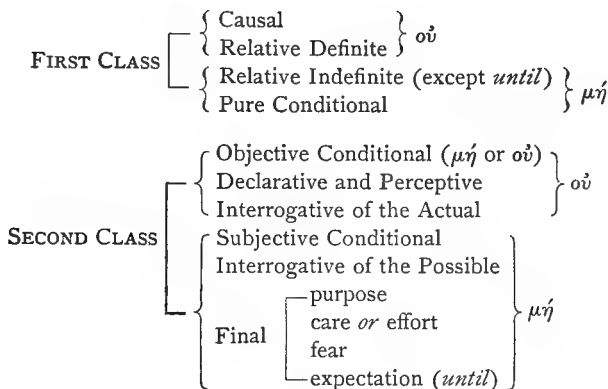 Causal
Relative Definite
οὐ
FIRST CLASS
Relative Indefinite (except until)
Pure Conditional
μή
Objective Conditional (μή or οὐ)
Declarative and Perceptive
Interrogative of the Actual
οὐ
SECOND CLASS
Subjective Conditional
Interrogative of the Possible
Final
purpose
care or effort
fear
expectation (until)
μή